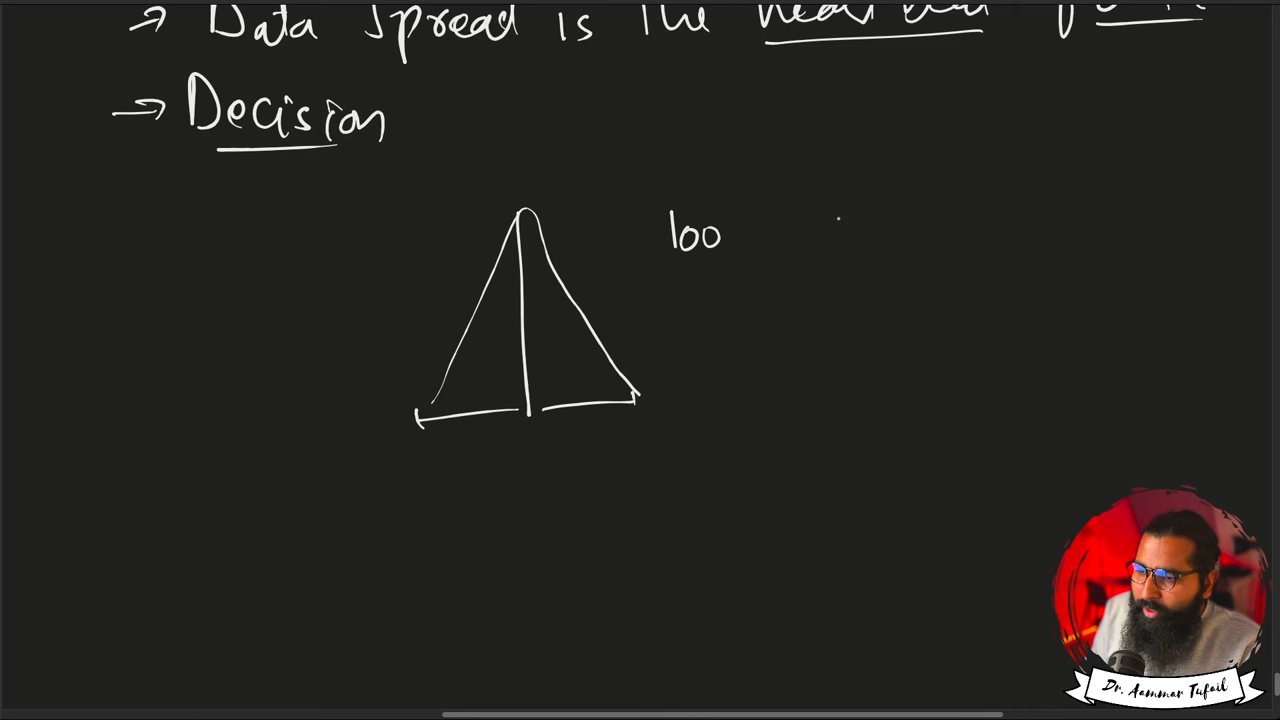 → Data Spread is the
→ Decision
100
Dr. Aammar Tufail